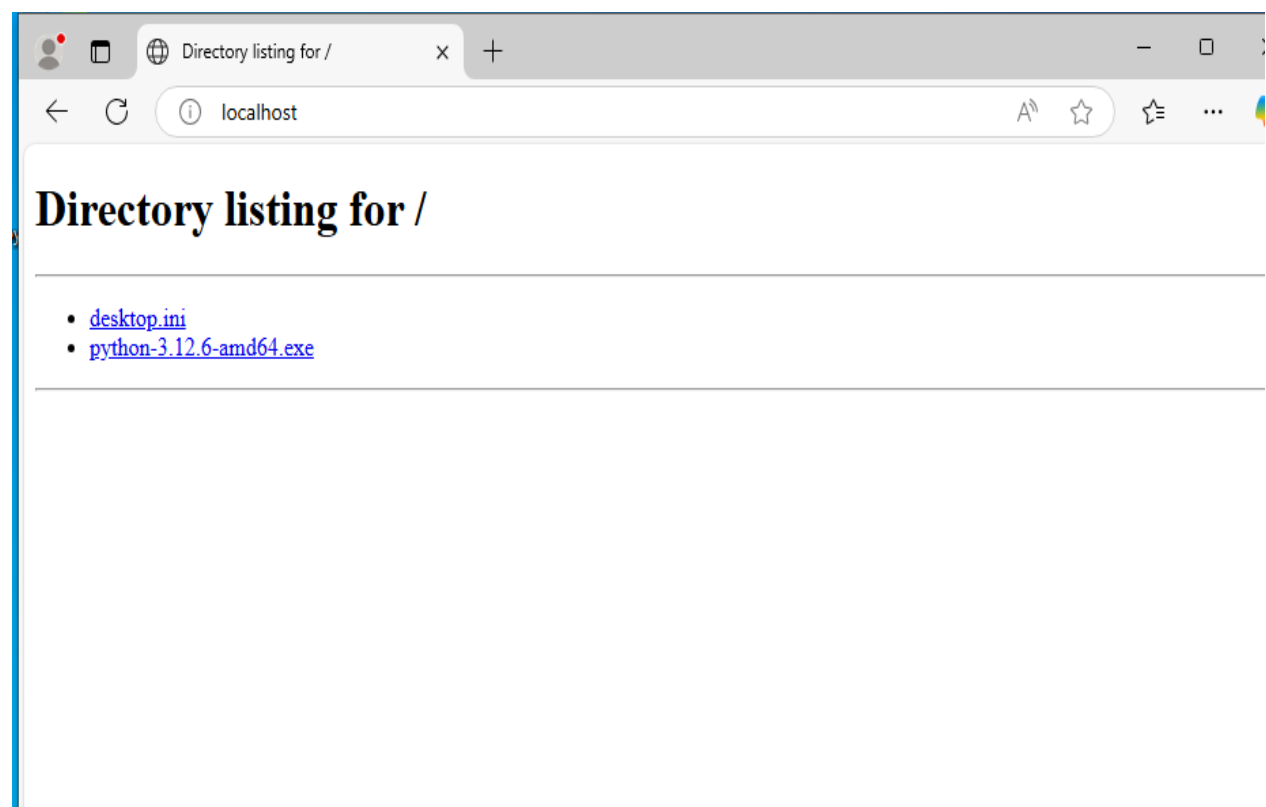 Directory listing for /
localhost
Directory listing for /
desktop.ini
python-3.12.6-amd64.exe